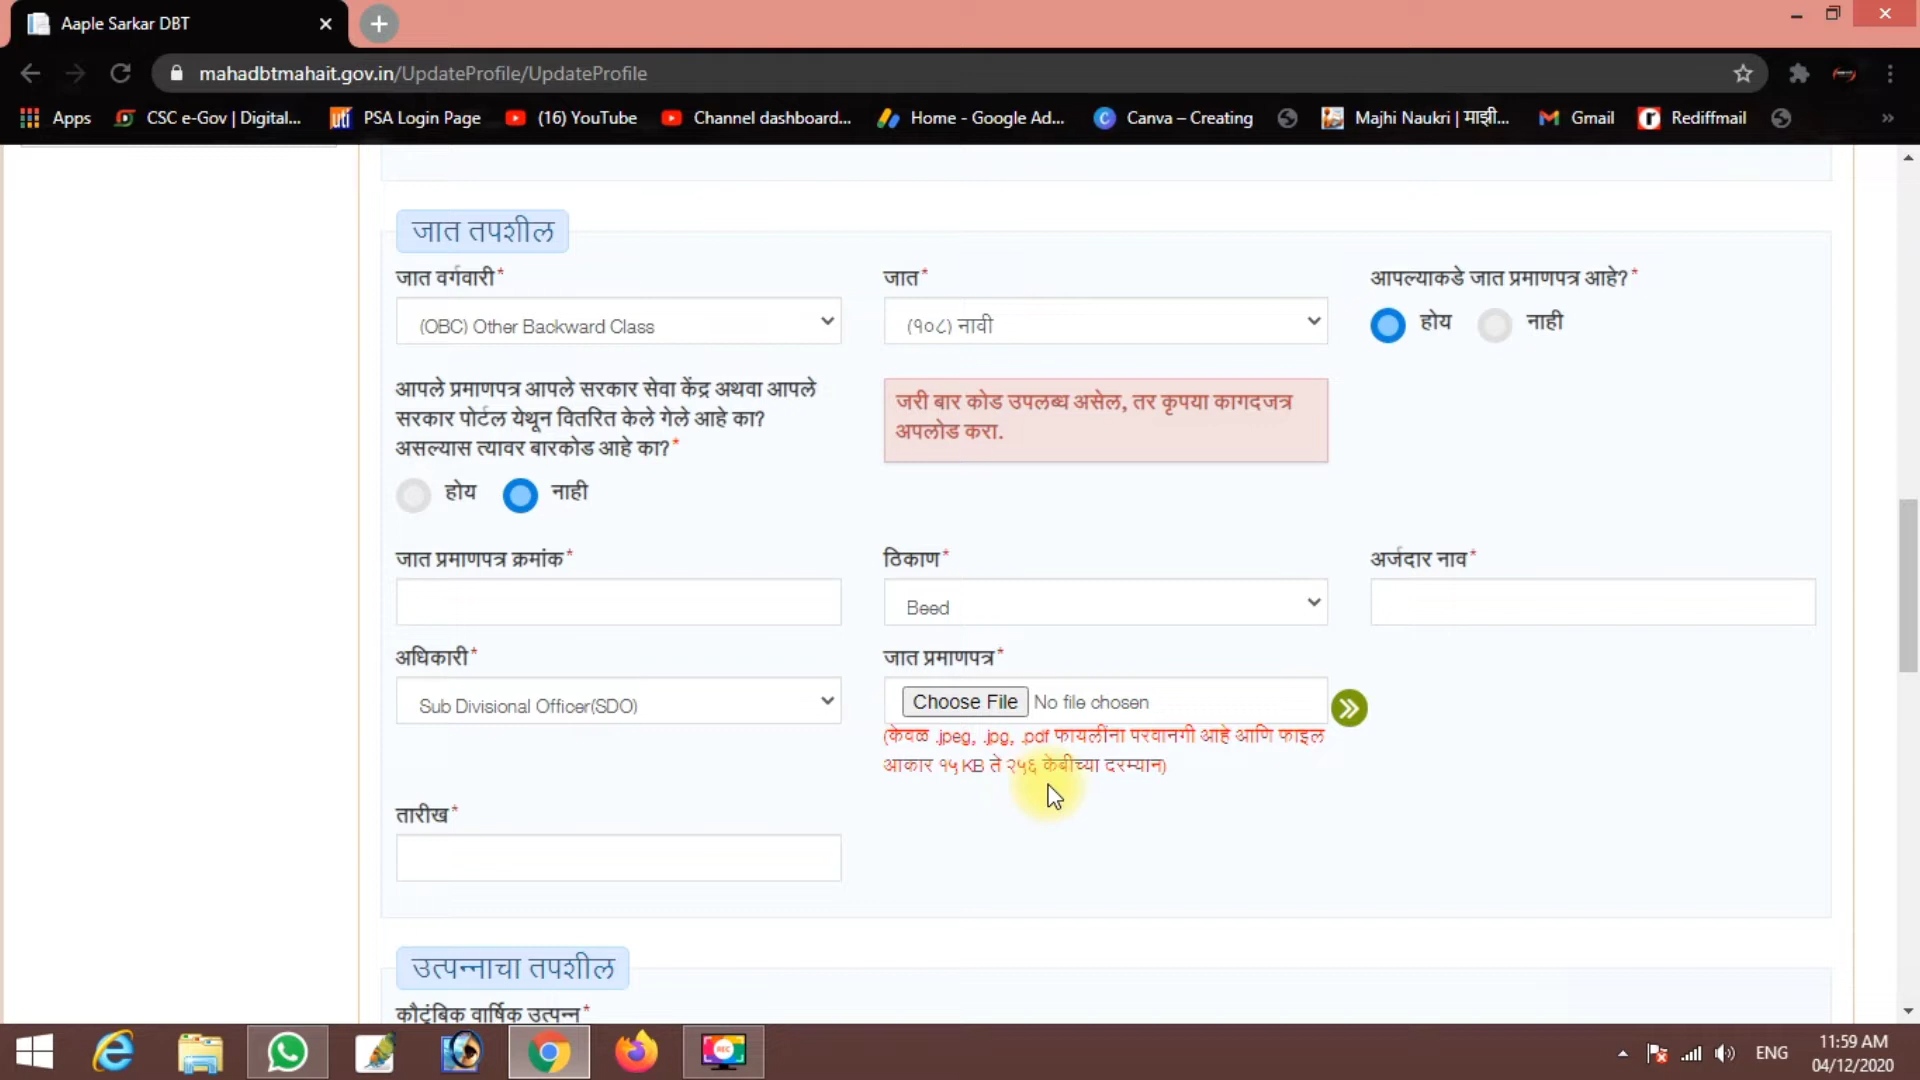 Aaple Sarkar DBT
mahadbtmahait.gov.in/UpdateProfile/UpdateProfile
Apps
CSC e-Gov | Digital...
uti
PSA Login Page
(16) YouTube
Channel dashboard...
Home - Google Ad...
Canva – Creating
Majhi Naukri | माझी...
Gmail
Rediffmail
जात तपशील
जात वर्गवारी*
जात*
आपल्याकडे जात प्रमाणपत्र आहे?*
(OBC) Other Backward Class
(१०८) नावी
होय
नाही
आपले प्रमाणपत्र आपले सरकार सेवा केंद्र अथवा आपले
सरकार पोर्टल येथून वितरित केले गेले आहे का?
असल्यास त्यावर बारकोड आहे का?*
जरी बार कोड उपलब्ध असेल, तर कृपया कागदजत्र
अपलोड करा.
होय
नाही
जात प्रमाणपत्र क्रमांक*
ठिकाण*
अर्जदार नाव*
Beed
अधिकारी*
जात प्रमाणपत्र*
Sub Divisional Officer(SDO)
Choose File No file chosen
(केवळ .jpeg, .jpg, .pdf फायलींना परवानगी आहे आणि फाइल
आकार १५ KB ते २५६ केबीच्या दरम्यान)
तारीख*
उत्पन्नाचा तपशील
कौटुंबिक वार्षिक उत्पन्न*
REC
ENG
11:59 AM
04/12/2020